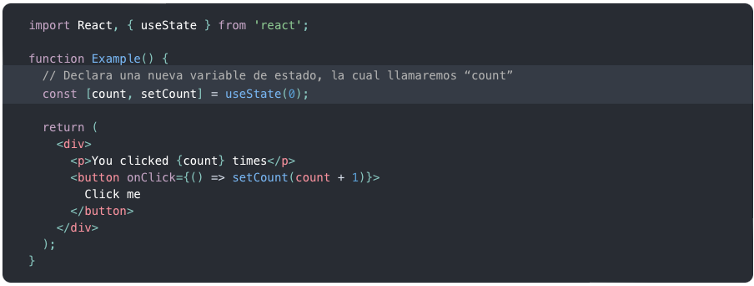 import React, { useState } from 'react';
function Example() {
// Declara una nueva variable de estado, la cual llamaremos “count”
const [count, setCount] = useState(0);
return (
<div>
<p>You clicked {count} times</p>
<button onClick={() => setCount(count + 1)}>
Click me
</button>
</div>
);
}